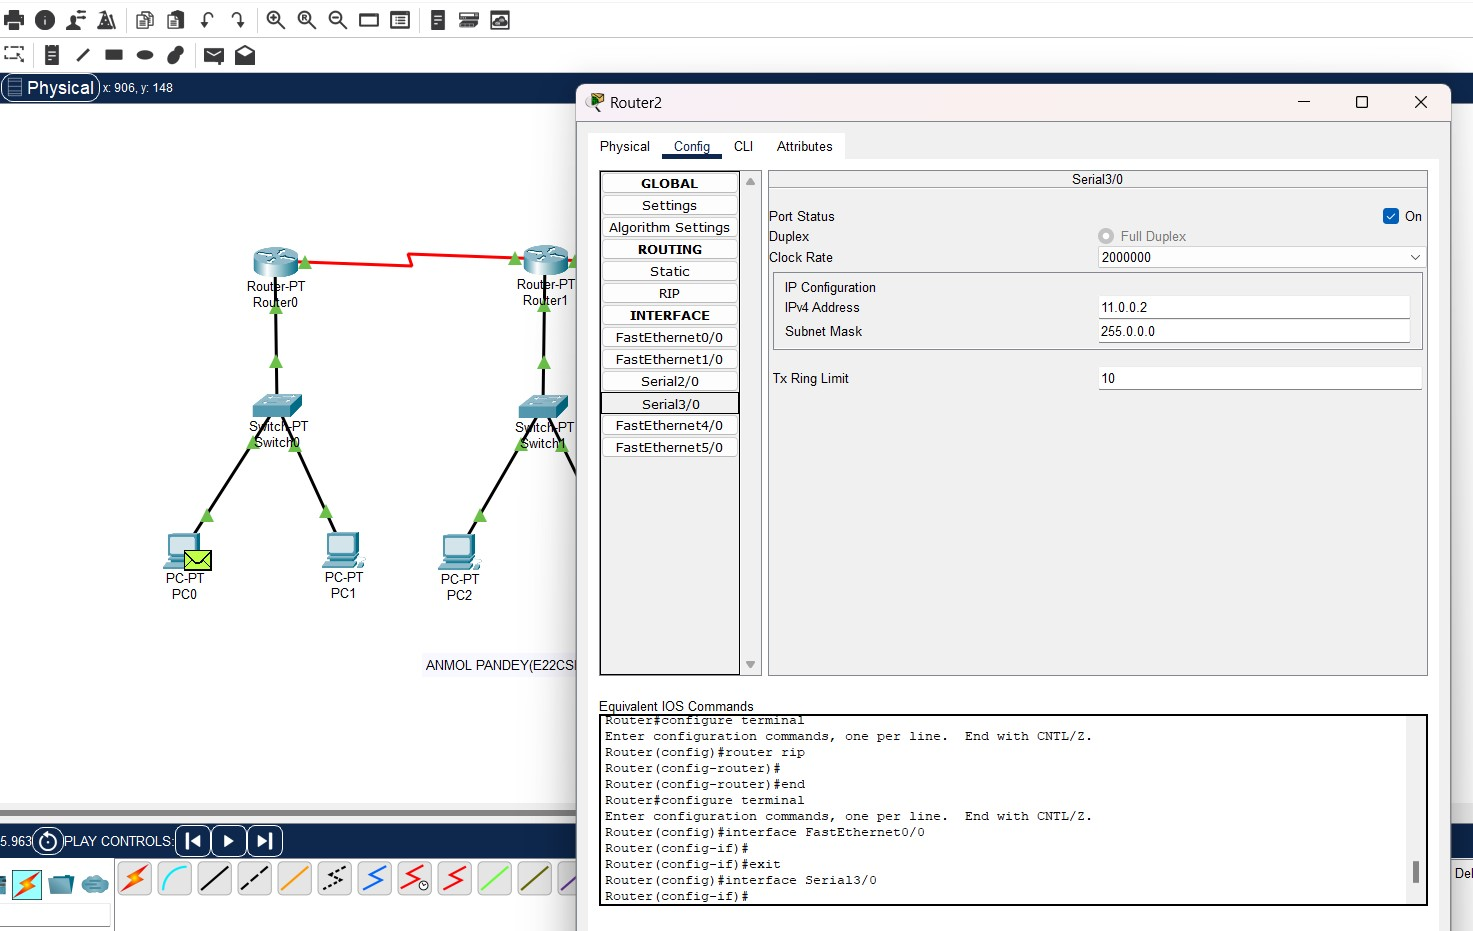 Physical x: 906, y: 148
Router2
Physical Config CLI Attributes
GLOBAL
Settings
Algorithm Settings
ROUTING
Static
RIP
INTERFACE
FastEthernet0/0
FastEthernet1/0
Serial2/0
Serial3/0
FastEthernet4/0
FastEthernet5/0
Serial3/0
Port Status On
Duplex Full Duplex
Clock Rate 2000000
IP Configuration
IPv4 Address 11.0.0.2
Subnet Mask 255.0.0.0
Tx Ring Limit 10
Router-PT
Router0
Router-PT
Router1
Switch-PT
Switch0
Switch-PT
Switch1
PC-PT
PC0
PC-PT
PC1
PC-PT
PC2
ANMOL PANDEY(E22CS
Equivalent IOS Commands
Router#configure terminal
Enter configuration commands, one per line. End with CNTL/Z.
Router(config)#router rip
Router(config-router)#
Router(config-router)#end
Router#configure terminal
Enter configuration commands, one per line. End with CNTL/Z.
Router(config)#interface FastEthernet0/0
Router(config-if)#
Router(config-if)#exit
Router(config)#interface Serial3/0
Router(config-if)#
5.963 PLAY CONTROLS:
Del